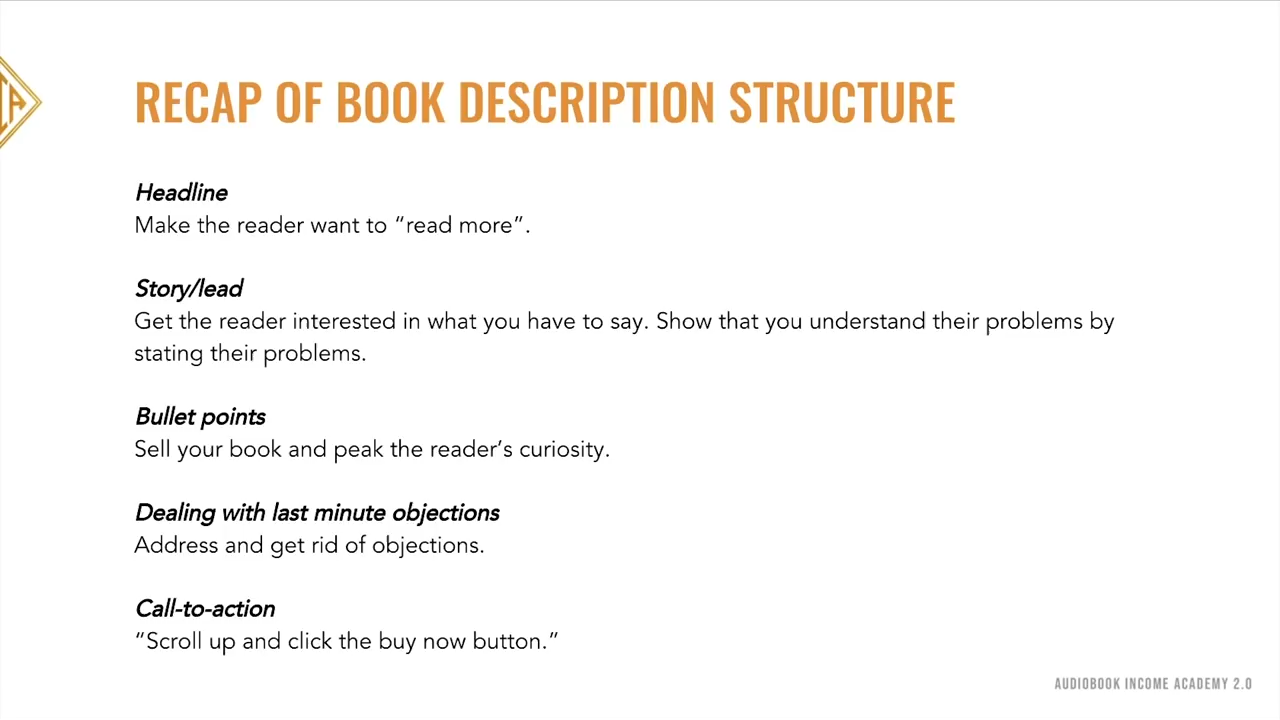 RECAP OF BOOK DESCRIPTION STRUCTURE
Headline
Make the reader want to “read more”.
Story/lead
Get the reader interested in what you have to say. Show that you understand their problems by
stating their problems.
Bullet points
Sell your book and peak the reader’s curiosity.
Dealing with last minute objections
Address and get rid of objections.
Call-to-action
“Scroll up and click the buy now button.”
AUDIOBOOK INCOME ACADEMY 2.0